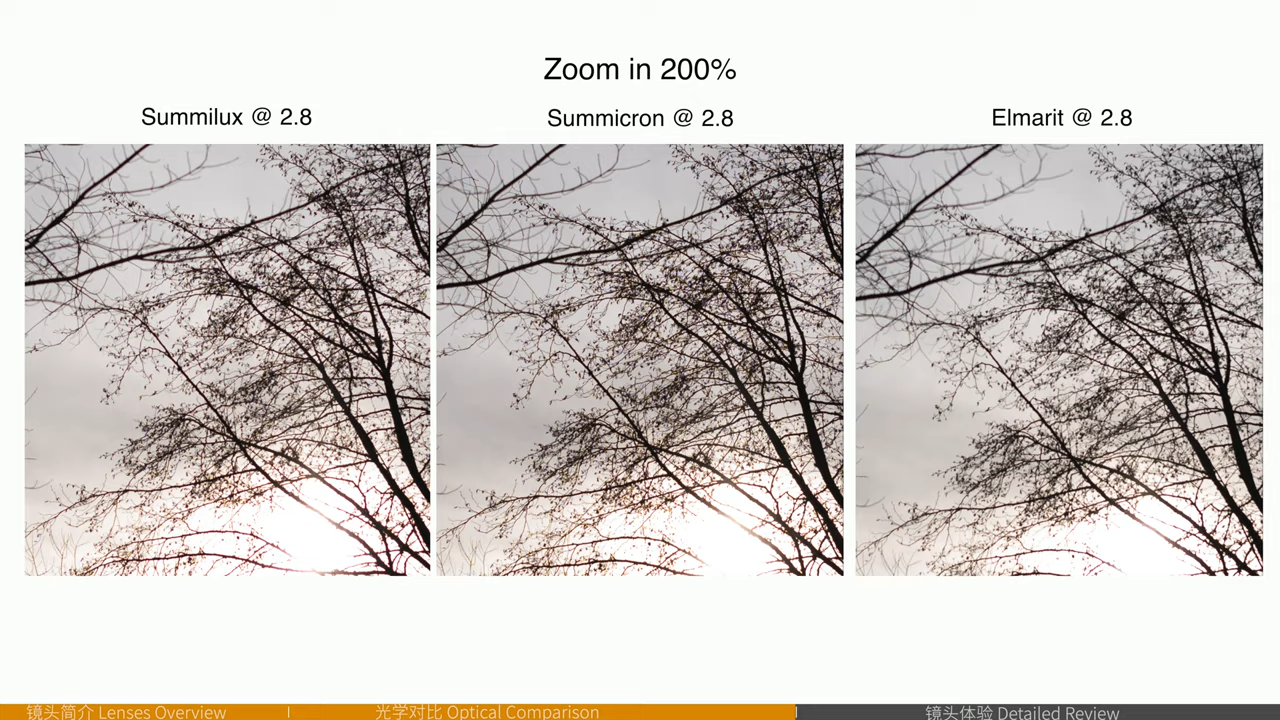 Zoom in 200%
Summilux @ 2.8
Summicron @ 2.8
Elmarit @ 2.8
镜头简介 Lenses Overview
光学对比 Optical Comparison
镜头体验 Detailed Review